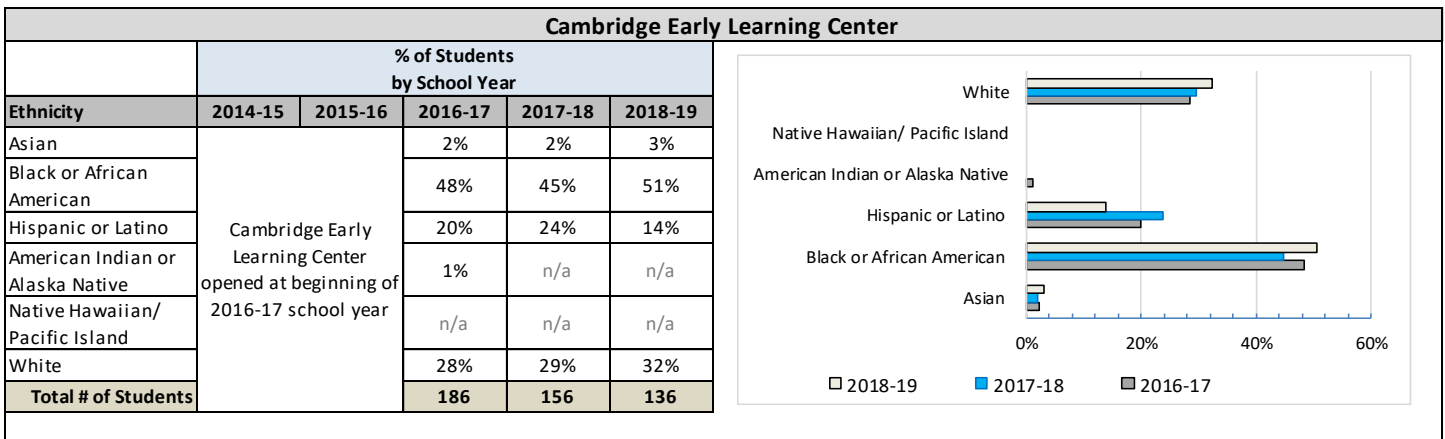 Cambridge Early Learning Center
% of Students
by School Year
Ethnicity 2014-15 2015-16 2016-17 2017-18 2018-19
Asian 2% 2% 3%
Black or African
American
48% 45% 51%
Hispanic or Latino 20% 24% 14%
American Indian or
Alaska Native
1% n/a n/a
Native Hawaiian/
Pacific Island
n/a n/a n/a
White 28% 29% 32%
Cambridge Early
Learning Center
opened at beginning of
2016-17 school year
Total # of Students 186 156 136
White
Native Hawaiian/ Pacific Island
American Indian or Alaska Native
Hispanic or Latino
Black or African American
Asian
0% 20% 40% 60%
2018-19 2017-18 2016-17